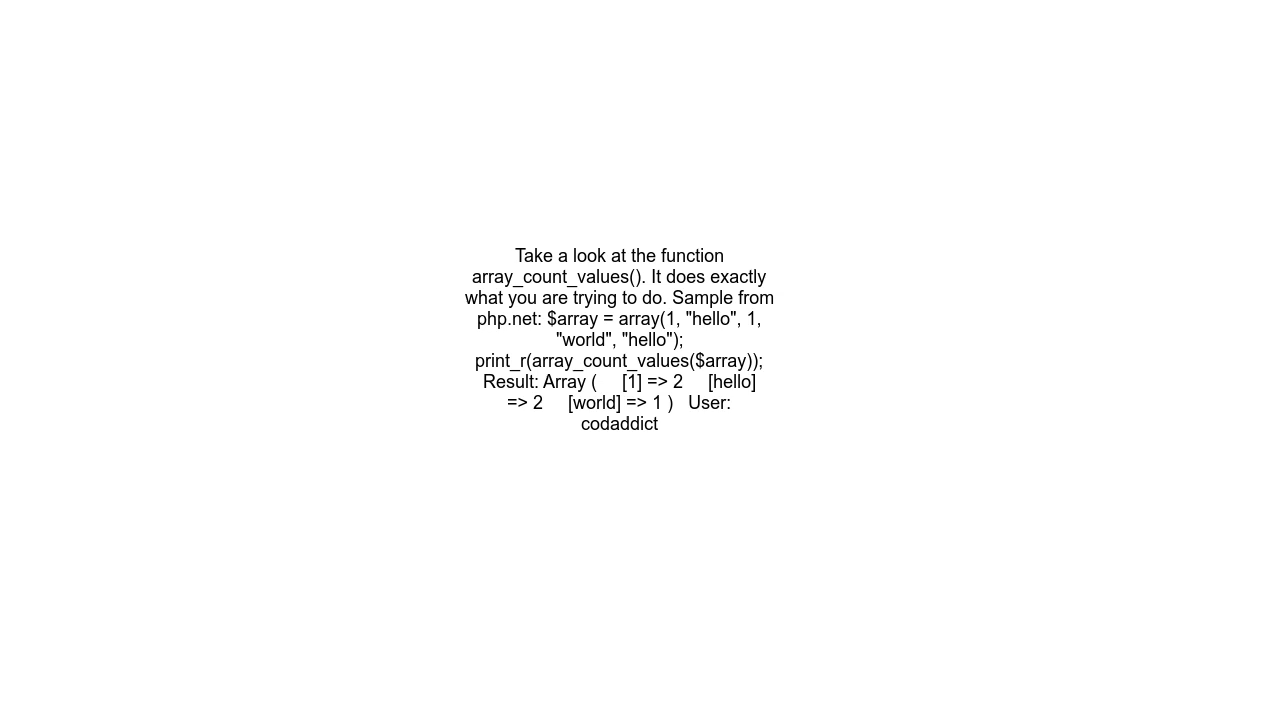 Take a look at the function
array_count_values(). It does exactly
what you are trying to do. Sample from
php.net: $array = array(1, "hello", 1,
"world", "hello");
print_r(array_count_values($array));
Result: Array (     [1] => 2     [hello]
=> 2     [world] => 1 )   User:
codaddict